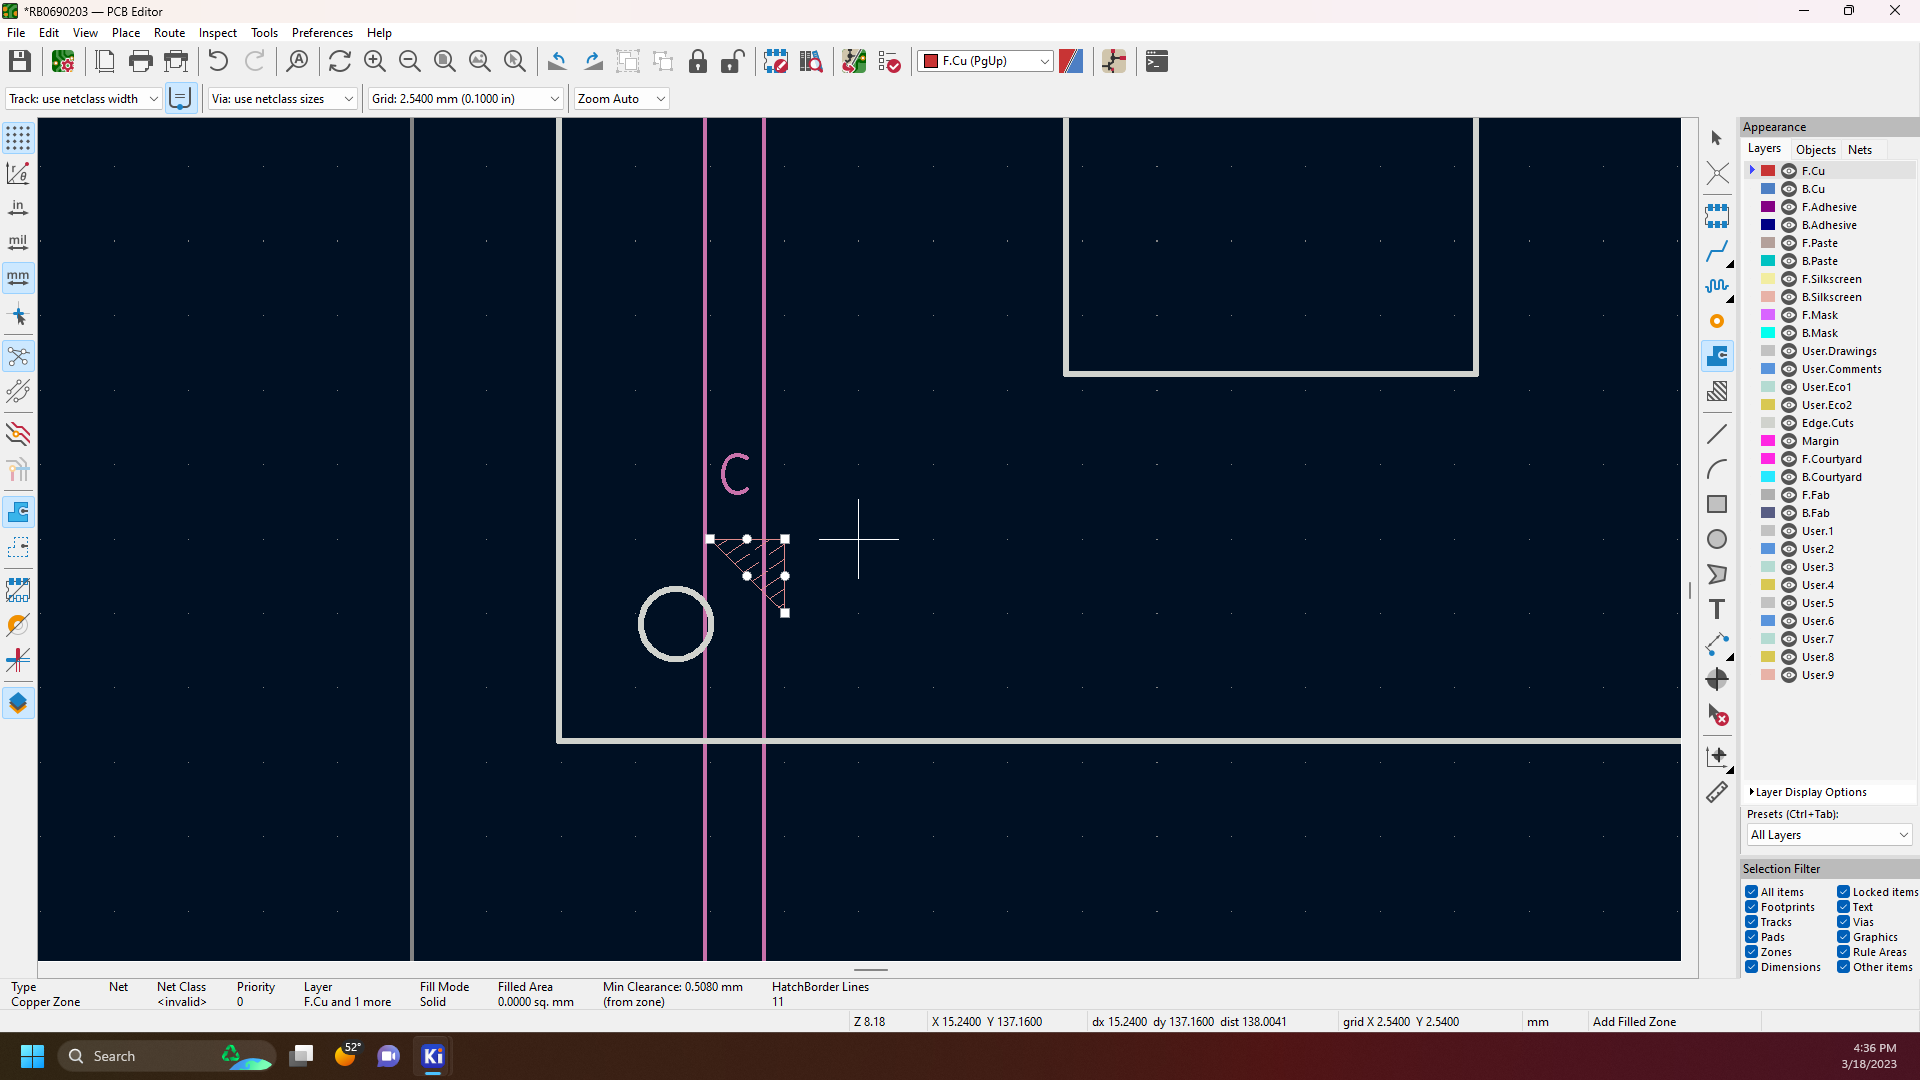 *RB0690203 — PCB Editor
File Edit View Place Route Inspect Tools Preferences Help
F.Cu (PgUp)
Track: use netclass width Via: use netclass sizes Grid: 2.5400 mm (0.1000 in) Zoom Auto
in
mil
mm
C
Appearance
Layers Objects Nets
F.Cu
B.Cu
F.Adhesive
B.Adhesive
F.Paste
B.Paste
F.Silkscreen
B.Silkscreen
F.Mask
B.Mask
User.Drawings
User.Comments
User.Eco1
User.Eco2
Edge.Cuts
Margin
F.Courtyard
B.Courtyard
F.Fab
B.Fab
User.1
User.2
User.3
User.4
User.5
User.6
User.7
User.8
User.9
Layer Display Options
Presets (Ctrl+Tab):
All Layers
Selection Filter
All items Locked items
Footprints Text
Tracks Vias
Pads Graphics
Zones Rule Areas
Dimensions Other items
Type Net Net Class Priority Layer Fill Mode Filled Area Min Clearance: 0.5080 mm HatchBorder Lines
Copper Zone <invalid> 0 F.Cu and 1 more Solid 0.0000 sq. mm (from zone) 11
Z 8.18 X 15.2400 Y 137.1600 dx 15.2400 dy 137.1600 dist 138.0041 grid X 2.5400 Y 2.5400 mm Add Filled Zone
Search 52° Ki
4:36 PM
3/18/2023